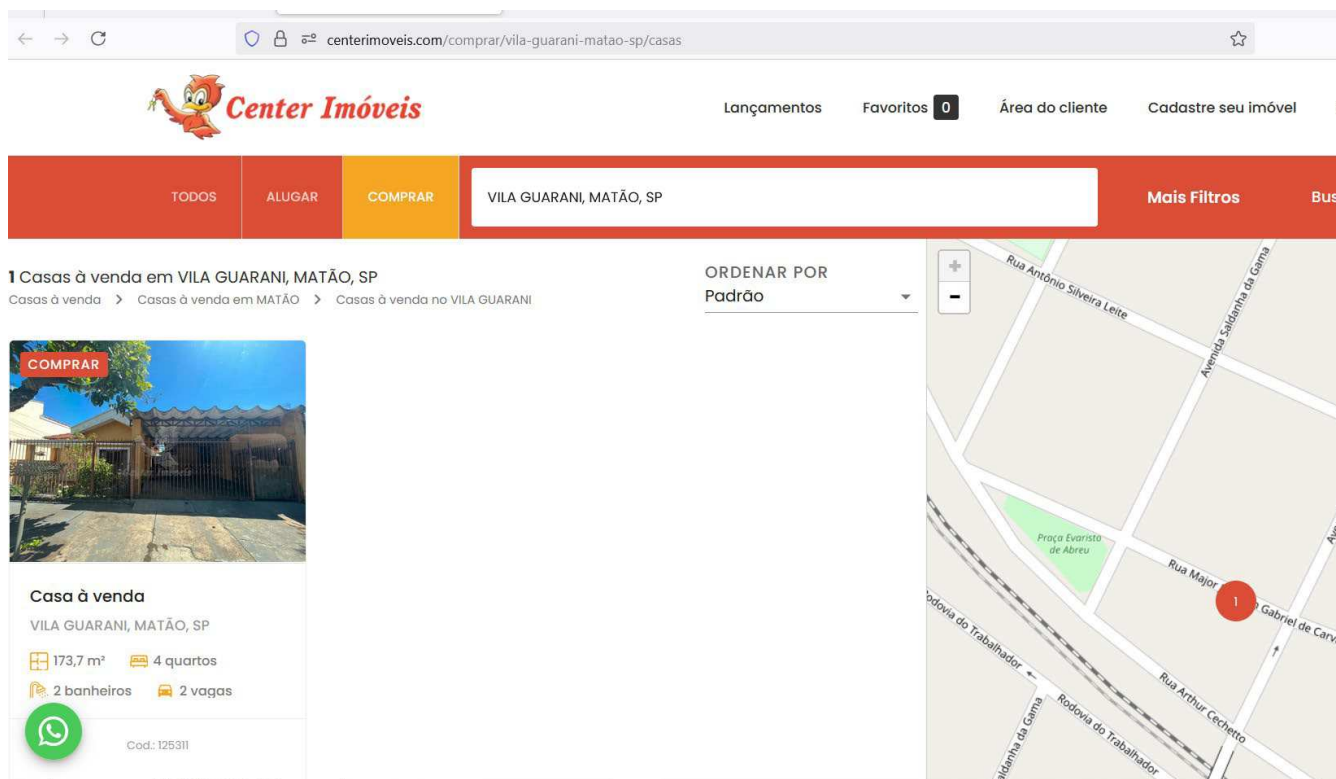 centerimoveis.com/comprar/vila-guarani-matao-sp/casas
Center Imóveis
Lançamentos
Favoritos 0
Área do cliente
Cadastre seu imóvel
TODOS
ALUGAR
COMPRAR
VILA GUARANI, MATÃO, SP
Mais Filtros
1 Casas à venda em VILA GUARANI, MATÃO, SP
Casas à venda > Casas à venda em MATÃO > Casas à venda no VILA GUARANI
ORDENAR POR
Padrão
COMPRAR
Center Imóveis
Casa à venda
VILA GUARANI, MATÃO, SP
173,7 m²
4 quartos
2 banheiros
2 vagas
Cod.: 125311
+
-
Rua Antônio Silveira Leite
Avenida Saldanha da Gama
Praça Evaristo
de Abreu
Rua Major
1
Gabriel de
Rodovia do Trabalhador
Rua Arthur Cechetto
Rodovia do Trabalhador
da Gama